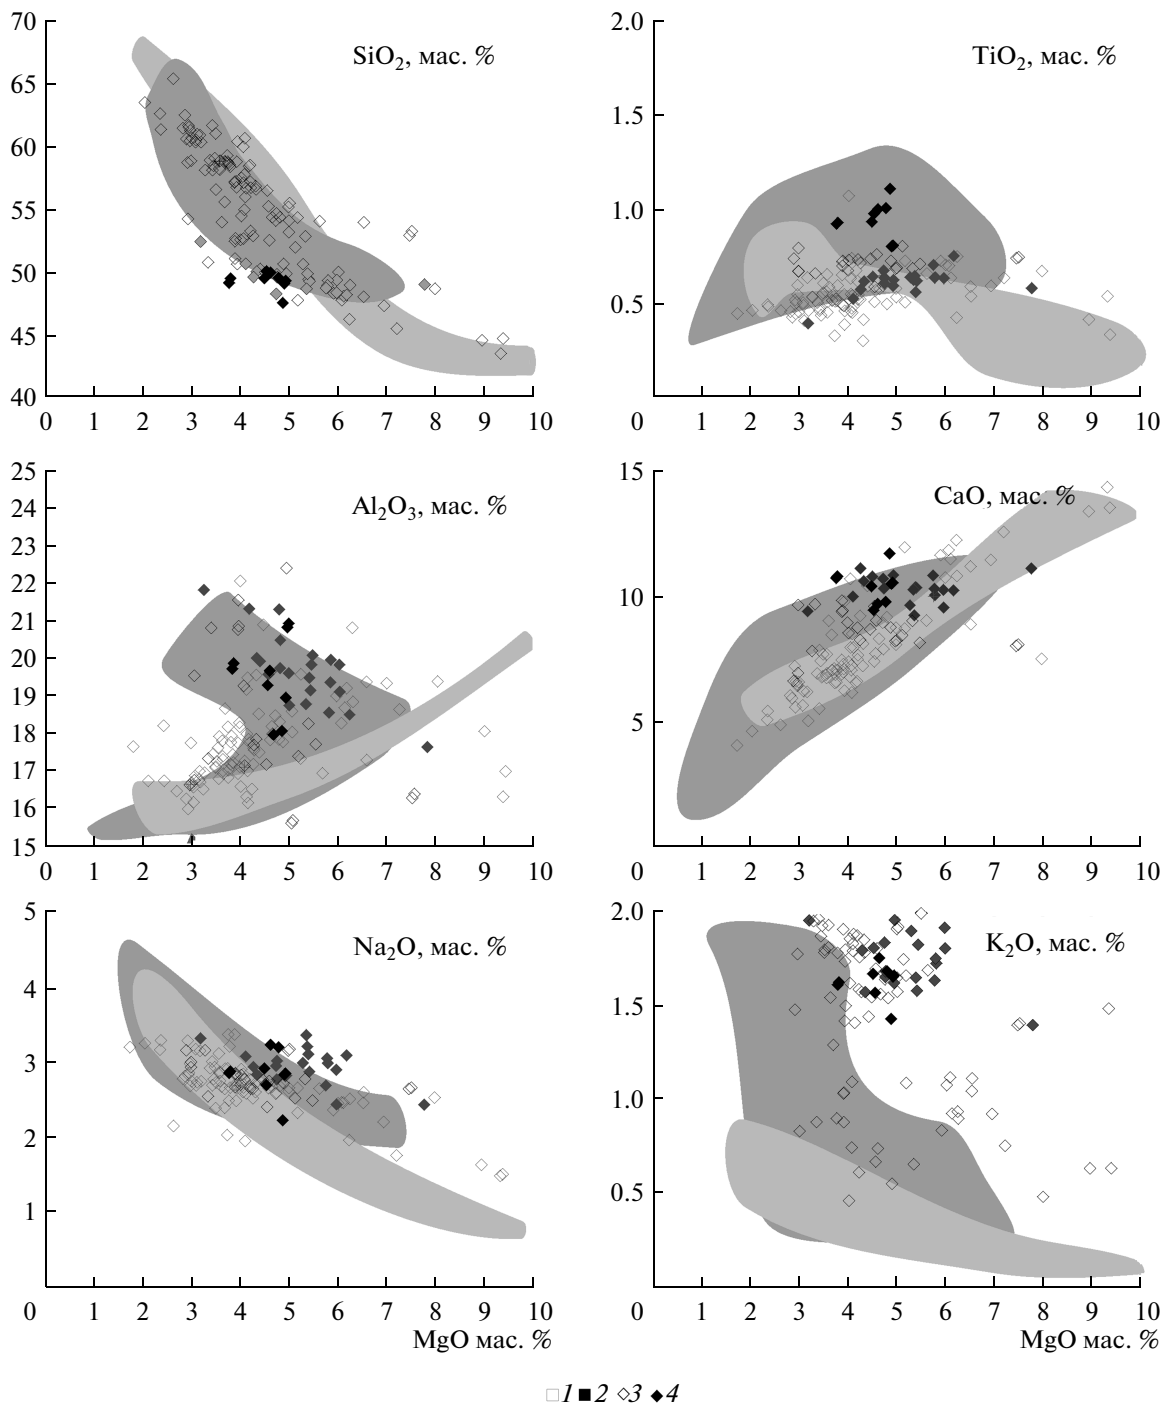 SiO₂, мас. %
70
65
60
55
50
45
40
0 1 2 3 4 5 6 7 8 9 10
TiO₂, мас. %
2.0
1.5
1.0
0.5
0 1 2 3 4 5 6 7 8 9 10
Al₂O₃, мас. %
25
24
23
22
21
20
19
18
17
16
15
0 1 2 3 4 5 6 7 8 9 10
CaO, мас. %
15
10
5
0 1 2 3 4 5 6 7 8 9 10
Na₂O, мас. %
5
4
3
2
1
0 1 2 3 4 5 6 7 8 9 10
MgO мас. %
K₂O, мас. %
2.0
1.5
1.0
0.5
0 1 2 3 4 5 6 7 8 9 10
MgO мас. %
1 2 3 4